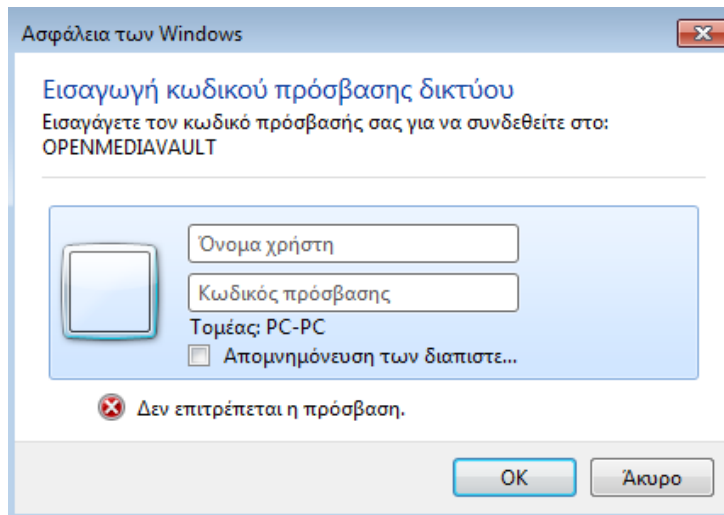 Ασφάλεια των Windows
Εισαγωγή κωδικού πρόσβασης δικτύου
Εισαγάγετε τον κωδικό πρόσβασής σας για να συνδεθείτε στο:
OPENMEDIAVAULT
Όνομα χρήστη
Κωδικός πρόσβασης
Τομέας: PC-PC
Απομνημόνευση των διαπιστε...
Δεν επιτρέπεται η πρόσβαση.
OK
Άκυρο